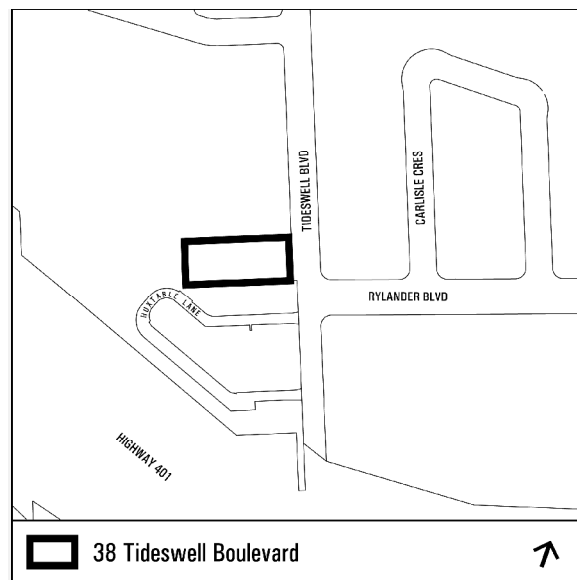 TIDESWELL BLVD
CARLISLE CRES
RYLANDER BLVD
HUXTABLE LANE
HIGHWAY 401
38 Tideswell Boulevard